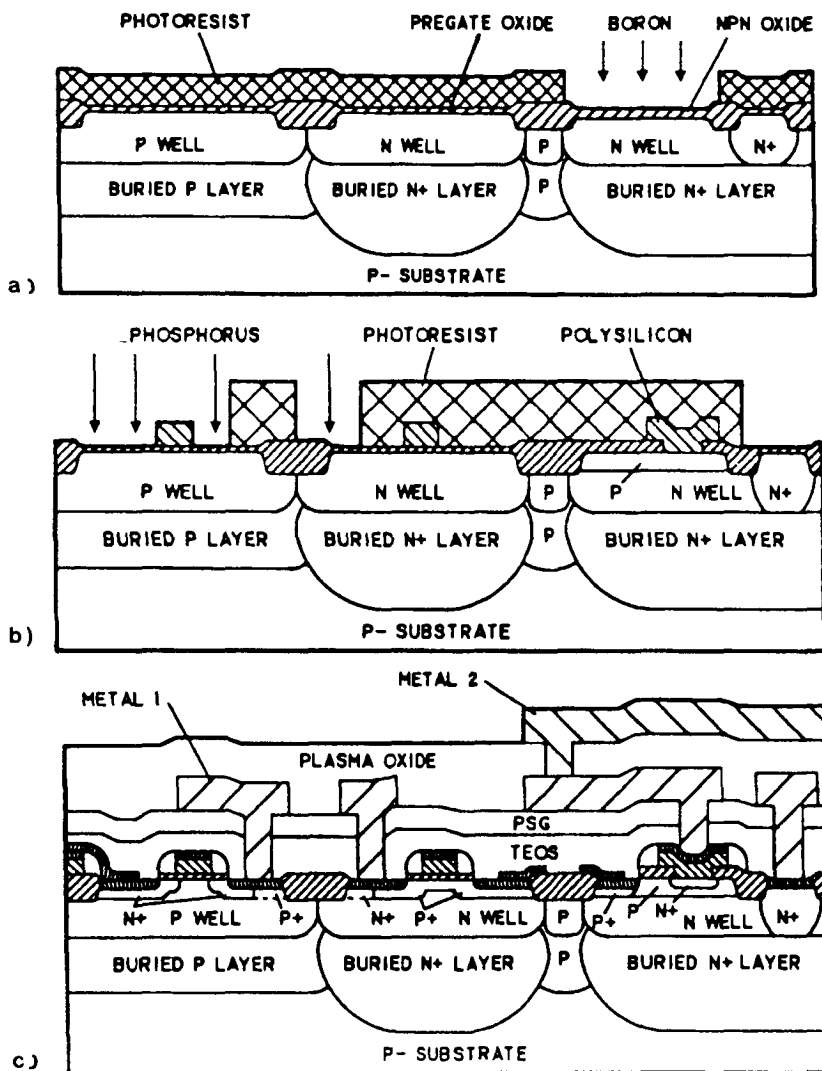 PHOTORESIST PREGATE OXIDE BORON NPN OXIDE
P WELL N WELL P N WELL N+
BURIED P LAYER BURIED N+ LAYER P BURIED N+ LAYER
P- SUBSTRATE
a)
PHOSPHORUS PHOTORESIST POLYSILICON
P WELL N WELL P P N WELL N+
BURIED P LAYER BURIED N+ LAYER P BURIED N+ LAYER
P- SUBSTRATE
b)
METAL 1 METAL 2
PLASMA OXIDE
PSG
TEOS
N+ P WELL P+ N+ P+ N WELL P P+ P N+ N WELL N+
BURIED P LAYER BURIED N+ LAYER P BURIED N+ LAYER
P- SUBSTRATE
c)